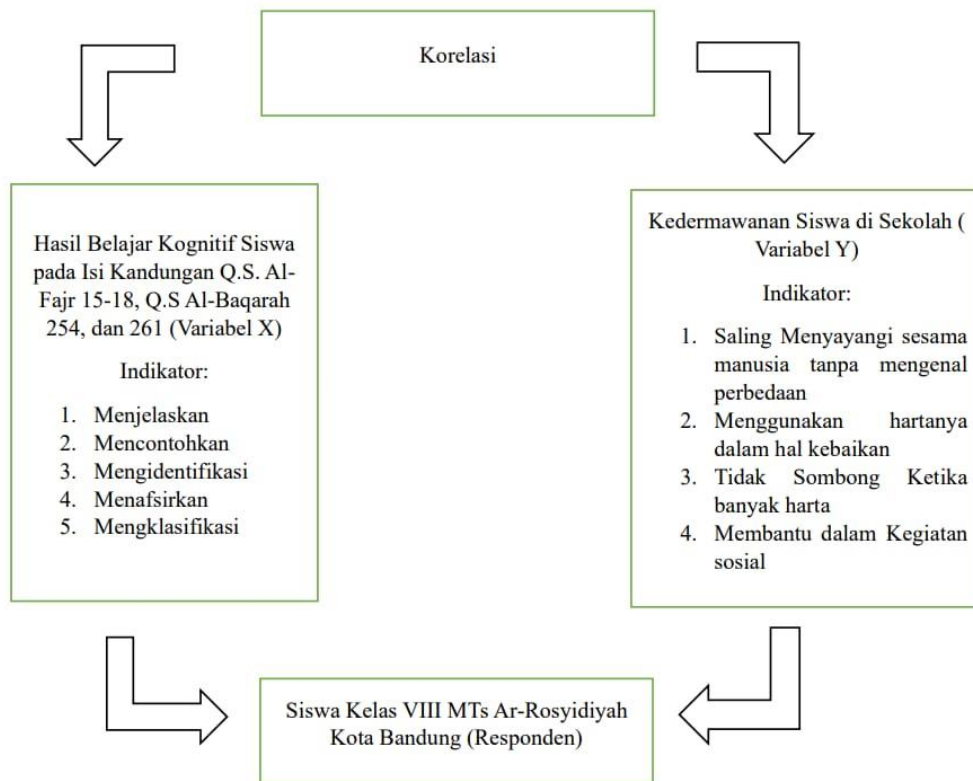 Korelasi
Hasil Belajar Kognitif Siswa
pada Isi Kandungan Q.S. Al-
Fajr 15-18, Q.S Al-Baqarah
254, dan 261 (Variabel X)
Indikator:
1. Menjelaskan
2. Mencontohkan
3. Mengidentifikasi
4. Menafsirkan
5. Mengklasifikasi
Kedermawanan Siswa di Sekolah (
Variabel Y)
Indikator:
1. Saling Menyayangi sesama
manusia tanpa mengenal
perbedaan
2. Menggunakan hartanya
dalam hal kebaikan
3. Tidak Sombong Ketika
banyak harta
4. Membantu dalam Kegiatan
sosial
Siswa Kelas VIII MTs Ar-Rosyidiyah
Kota Bandung (Responden)